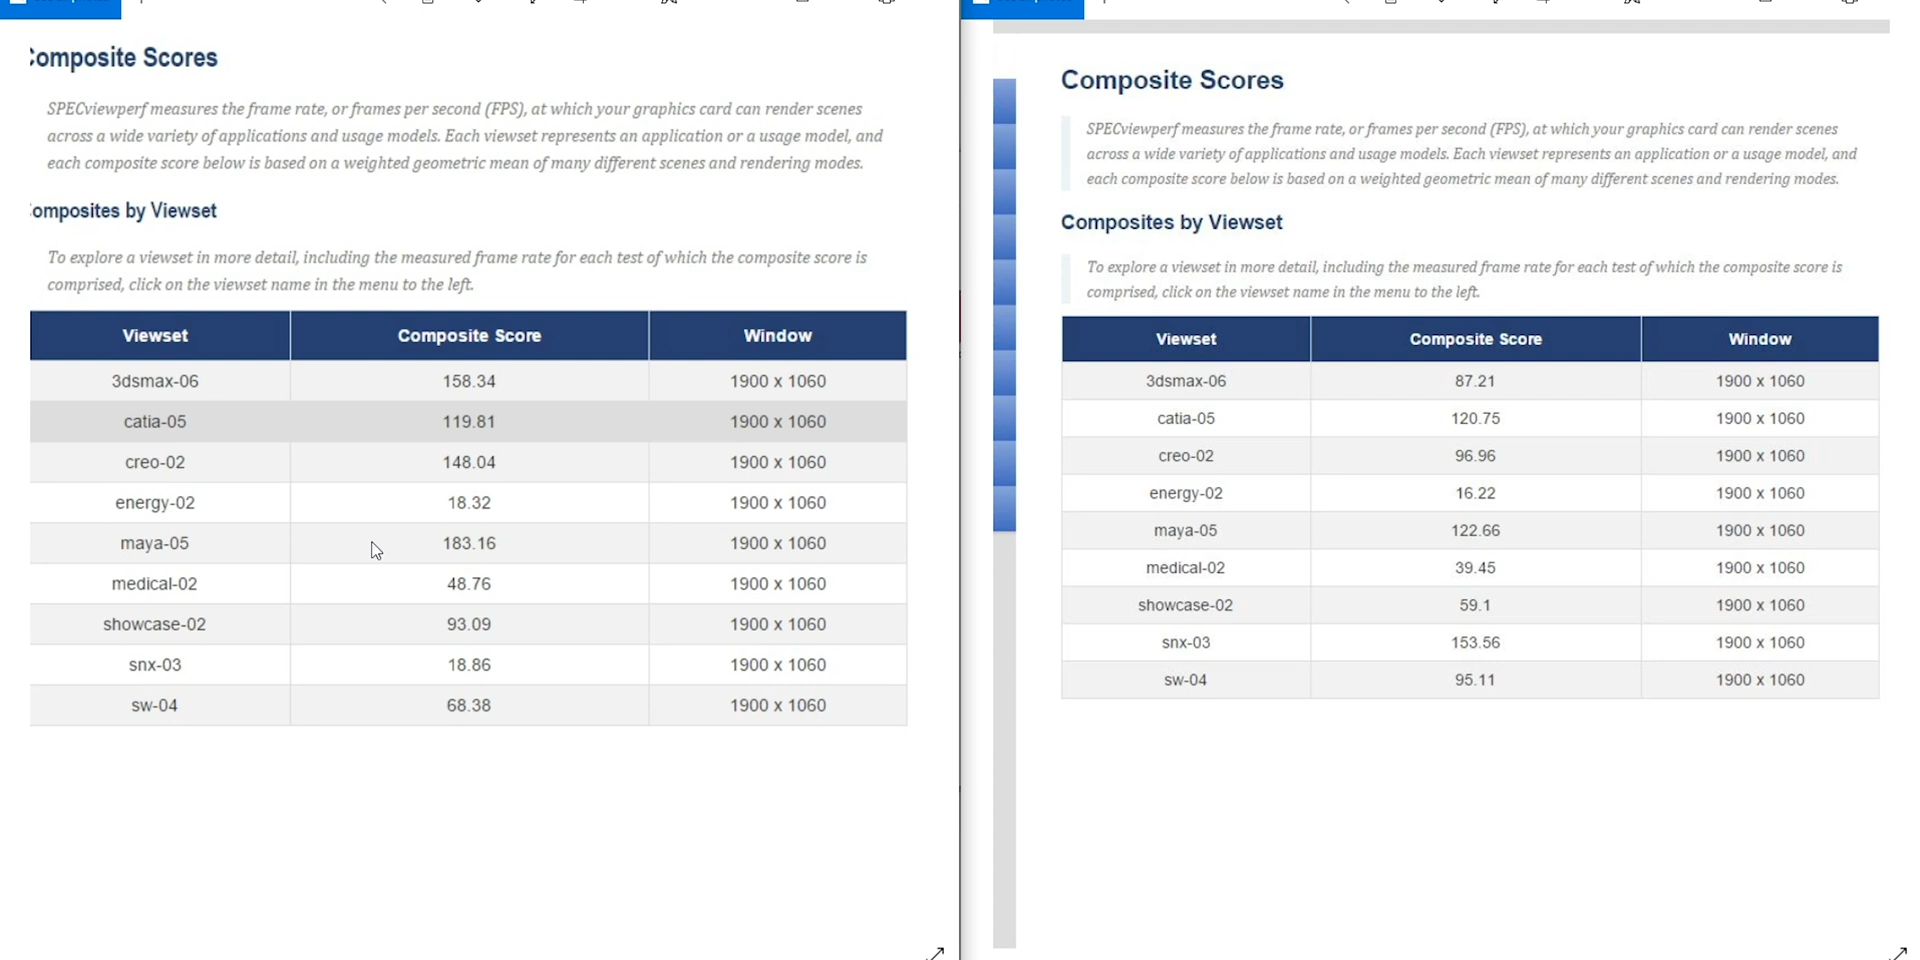 Composite Scores
SPECviewperf measures the frame rate, or frames per second (FPS), at which your graphics card can render scenes
across a wide variety of applications and usage models. Each viewset represents an application or a usage model, and
each composite score below is based on a weighted geometric mean of many different scenes and rendering modes.
Composites by Viewset
To explore a viewset in more detail, including the measured frame rate for each test of which the composite score is
comprised, click on the viewset name in the menu to the left.
Viewset Composite Score Window
3dsmax-06 158.34 1900 x 1060
catia-05 119.81 1900 x 1060
creo-02 148.04 1900 x 1060
energy-02 18.32 1900 x 1060
maya-05 183.16 1900 x 1060
medical-02 48.76 1900 x 1060
showcase-02 93.09 1900 x 1060
snx-03 18.86 1900 x 1060
sw-04 68.38 1900 x 1060
Composite Scores
SPECviewperf measures the frame rate, or frames per second (FPS), at which your graphics card can render scenes
across a wide variety of applications and usage models. Each viewset represents an application or a usage model, and
each composite score below is based on a weighted geometric mean of many different scenes and rendering modes.
Composites by Viewset
To explore a viewset in more detail, including the measured frame rate for each test of which the composite score is
comprised, click on the viewset name in the menu to the left.
Viewset Composite Score Window
3dsmax-06 87.21 1900 x 1060
catia-05 120.75 1900 x 1060
creo-02 96.96 1900 x 1060
energy-02 16.22 1900 x 1060
maya-05 122.66 1900 x 1060
medical-02 39.45 1900 x 1060
showcase-02 59.1 1900 x 1060
snx-03 153.56 1900 x 1060
sw-04 95.11 1900 x 1060